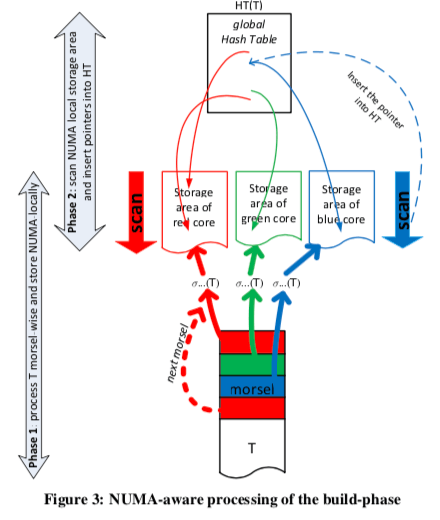 HT(T)
global
Hash Table
Insert the pointer
into HT
Phase 2: scan NUMA local storage area
and insert pointers into HT
Phase 1: process T morsel-wise and store NUMA-locally
scan
Storage
area of
red core
Storage
area of
green core
Storage
area of
blue core
scan
σ...(T)
σ...(T)
σ...(T)
next morsel
morsel
T
Figure 3: NUMA-aware processing of the build-phase